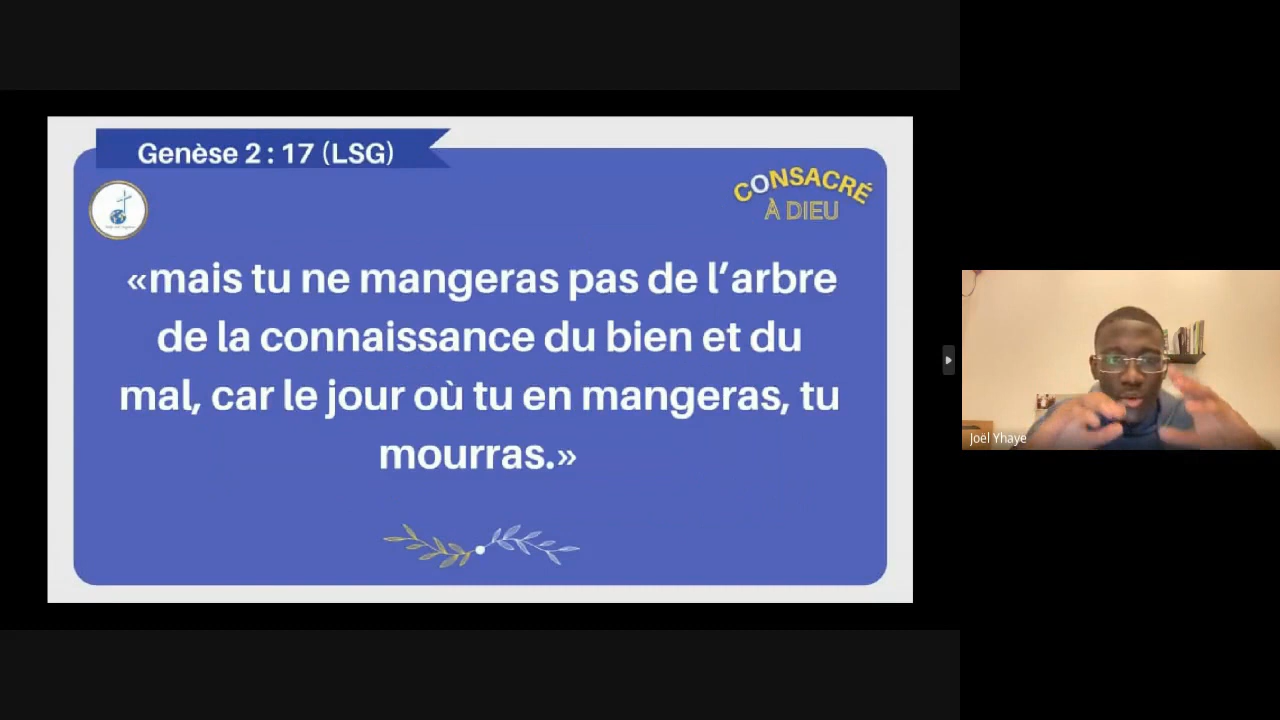 Genèse 2 : 17 (LSG)
CONSACRÉ
À DIEU
«mais tu ne mangeras pas de l’arbre
de la connaissance du bien et du
mal, car le jour où tu en mangeras, tu
mourras.»
Joël Yhaye